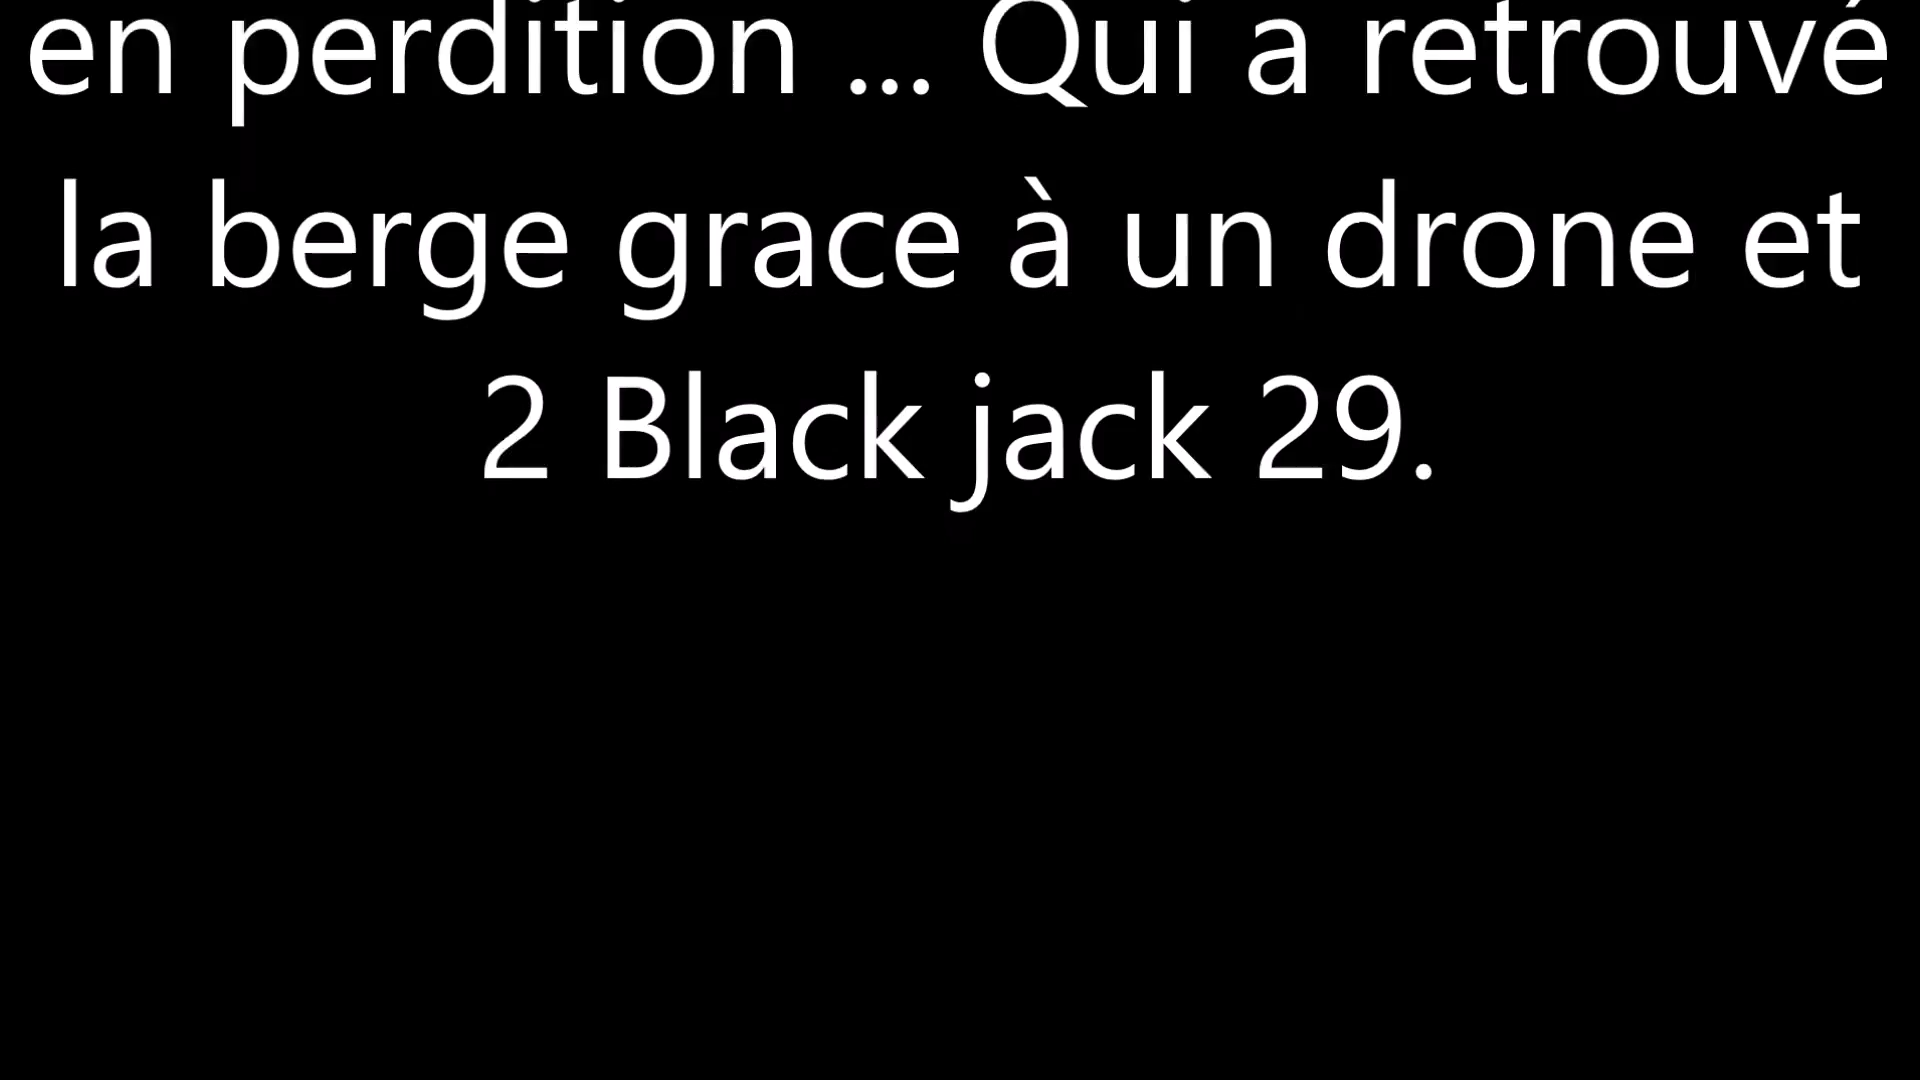 en perdition ... Qui a retrouvé
la berge grace à un drone et
2 Black jack 29.